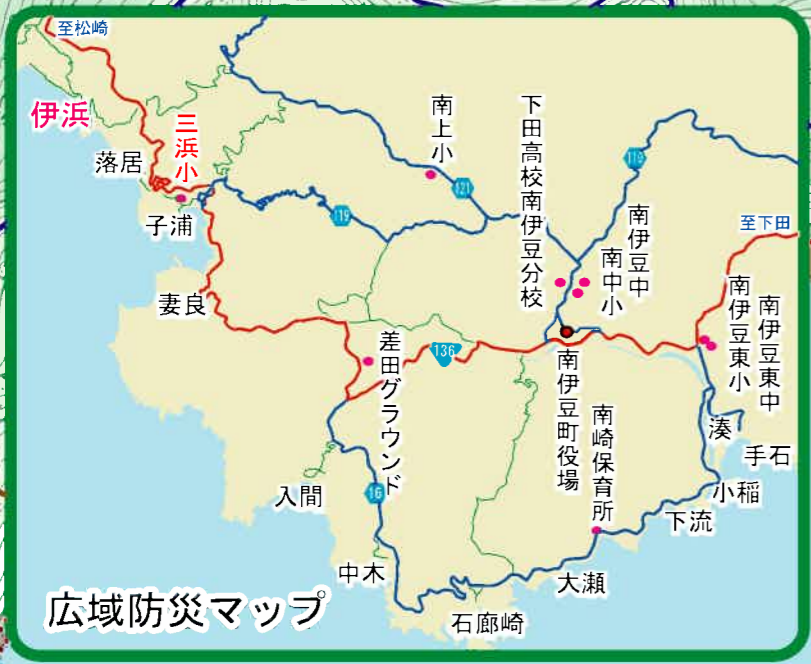 至松崎
伊浜
三浜小
落居
子浦
妻良
南上小
121
119
下田高校南伊豆分校
119
南伊豆中
南中小
至下田
南伊豆東中
南伊豆東小
差田グラウンド
136
南伊豆町役場
南崎保育所
湊
手石
小稲
下流
入間
16
中木
大瀬
石廊崎
広域防災マップ